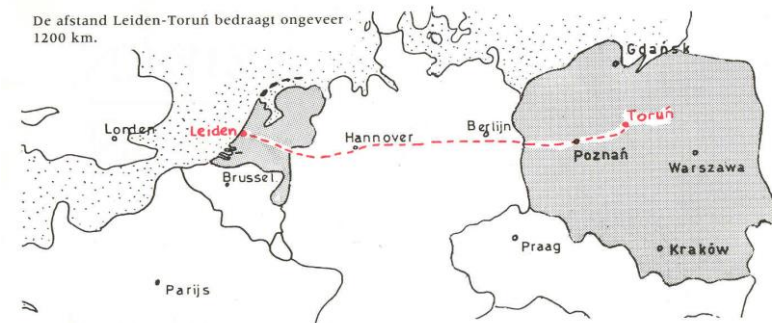 De afstand Leiden-Toruń bedraagt ongeveer
1200 km.
Gdańsk
Toruń
Londen
Leiden
Hannover
Berlijn
Poznań
Warszawa
Brussel
Praag
Kraków
Parijs